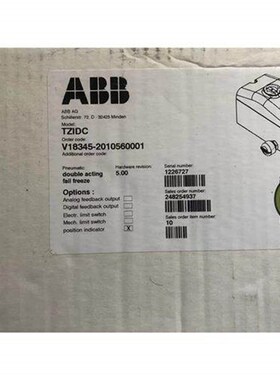 ABB
ABB AG
Schillerstr. 72, D - 32425 Minden
Model:
TZIDC
Order code:
V18345-2010560001
Additional order code:
Pneumatic: Hardware revision: Serial number:
double acting 5.00 1226727
fail freeze
Options : Sales order number:
Analog feedback output 248254937
Digital feedback output Sales order item number:
Electr. limit switch 10
Mech. limit switch
position indicator X